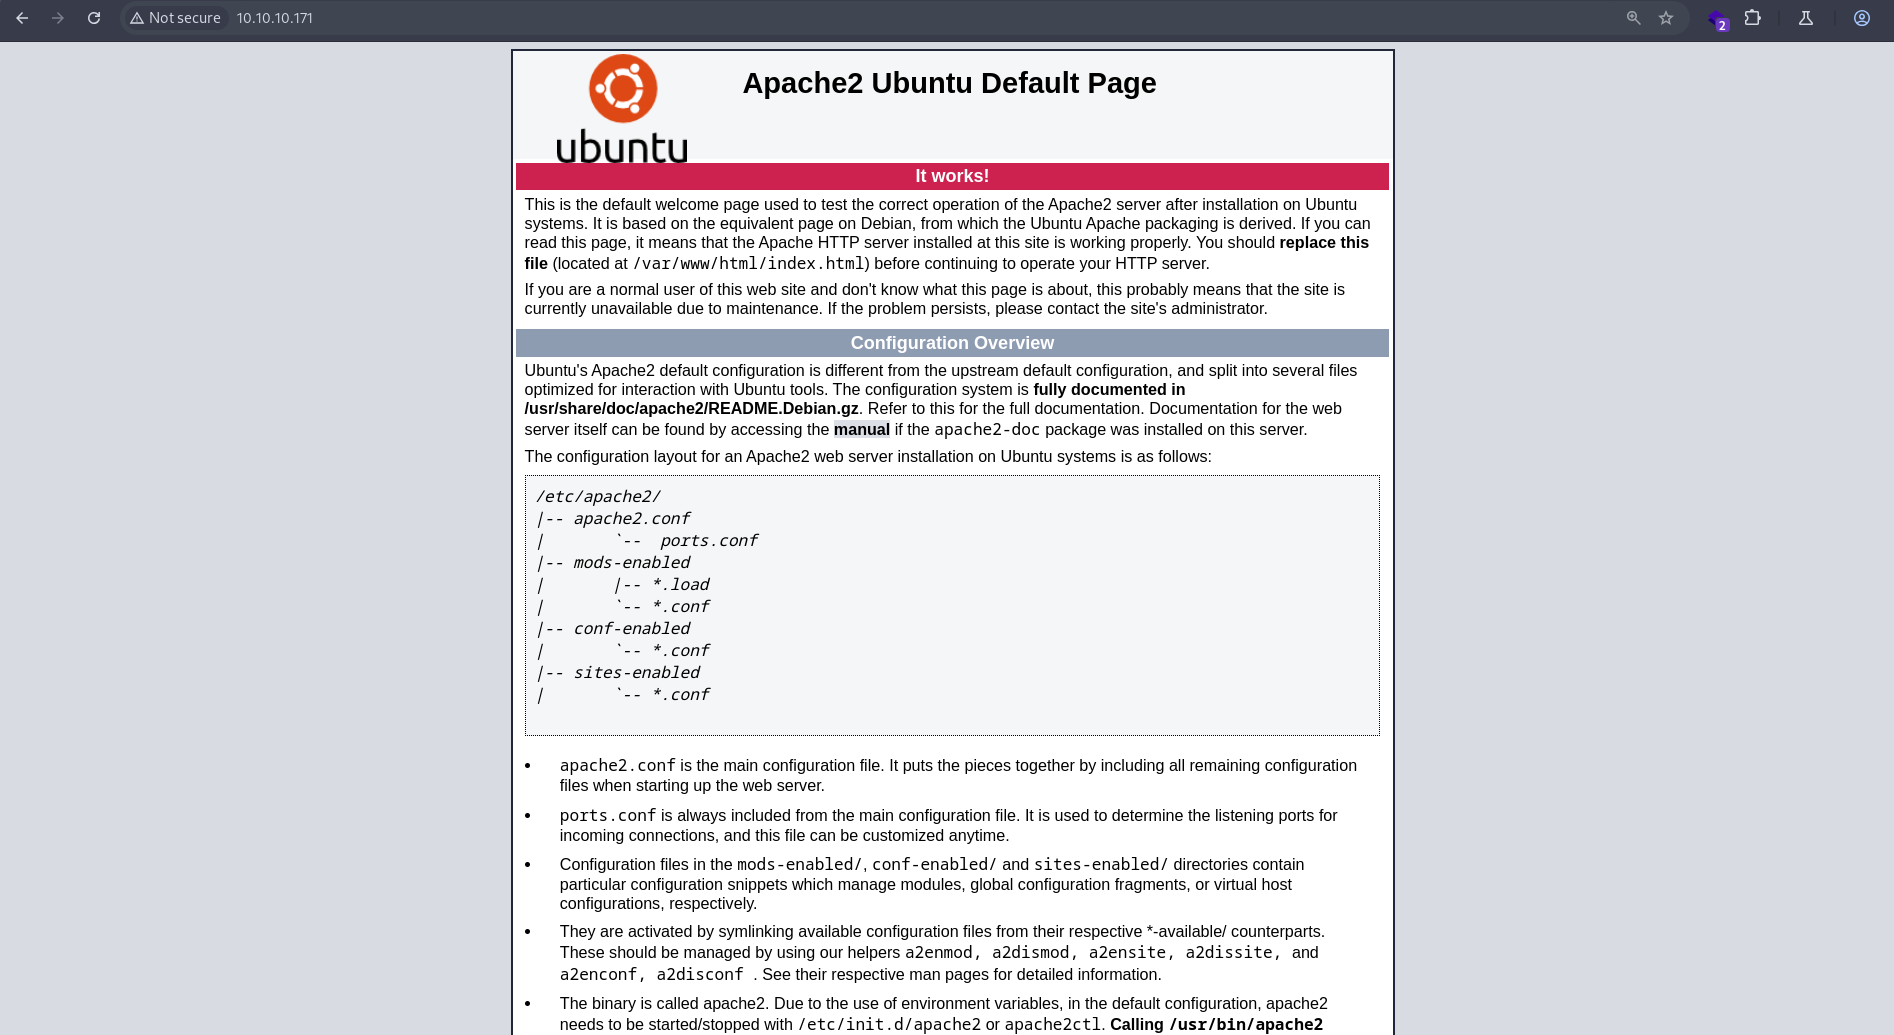 Not secure 10.10.10.171
2
ubuntu
Apache2 Ubuntu Default Page
It works!
This is the default welcome page used to test the correct operation of the Apache2 server after installation on Ubuntu
systems. It is based on the equivalent page on Debian, from which the Ubuntu Apache packaging is derived. If you can
read this page, it means that the Apache HTTP server installed at this site is working properly. You should replace this
file (located at /var/www/html/index.html) before continuing to operate your HTTP server.
If you are a normal user of this web site and don't know what this page is about, this probably means that the site is
currently unavailable due to maintenance. If the problem persists, please contact the site's administrator.
Configuration Overview
Ubuntu's Apache2 default configuration is different from the upstream default configuration, and split into several files
optimized for interaction with Ubuntu tools. The configuration system is fully documented in
/usr/share/doc/apache2/README.Debian.gz. Refer to this for the full documentation. Documentation for the web
server itself can be found by accessing the manual if the apache2-doc package was installed on this server.
The configuration layout for an Apache2 web server installation on Ubuntu systems is as follows:
/etc/apache2/
|-- apache2.conf
|       `--  ports.conf
|-- mods-enabled
|       |-- *.load
|       `-- *.conf
|-- conf-enabled
|       `-- *.conf
|-- sites-enabled
|       `-- *.conf
• apache2.conf is the main configuration file. It puts the pieces together by including all remaining configuration
files when starting up the web server.
• ports.conf is always included from the main configuration file. It is used to determine the listening ports for
incoming connections, and this file can be customized anytime.
• Configuration files in the mods-enabled/, conf-enabled/ and sites-enabled/ directories contain
particular configuration snippets which manage modules, global configuration fragments, or virtual host
configurations, respectively.
• They are activated by symlinking available configuration files from their respective *-available/ counterparts.
These should be managed by using our helpers a2enmod, a2dismod, a2ensite, a2dissite, and
a2enconf, a2disconf . See their respective man pages for detailed information.
• The binary is called apache2. Due to the use of environment variables, in the default configuration, apache2
needs to be started/stopped with /etc/init.d/apache2 or apache2ctl. Calling /usr/bin/apache2